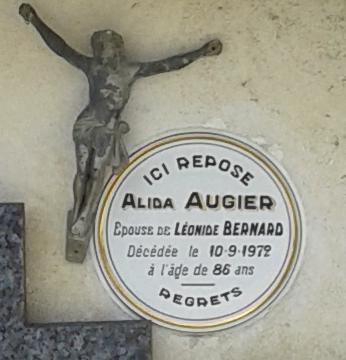 ICI REPOSE
ALIDA AUGIER
EPOUSE DE LÉONIDE BERNARD
Décédée le 10-9-1972
à l'âge de 86 ans
REGRETS